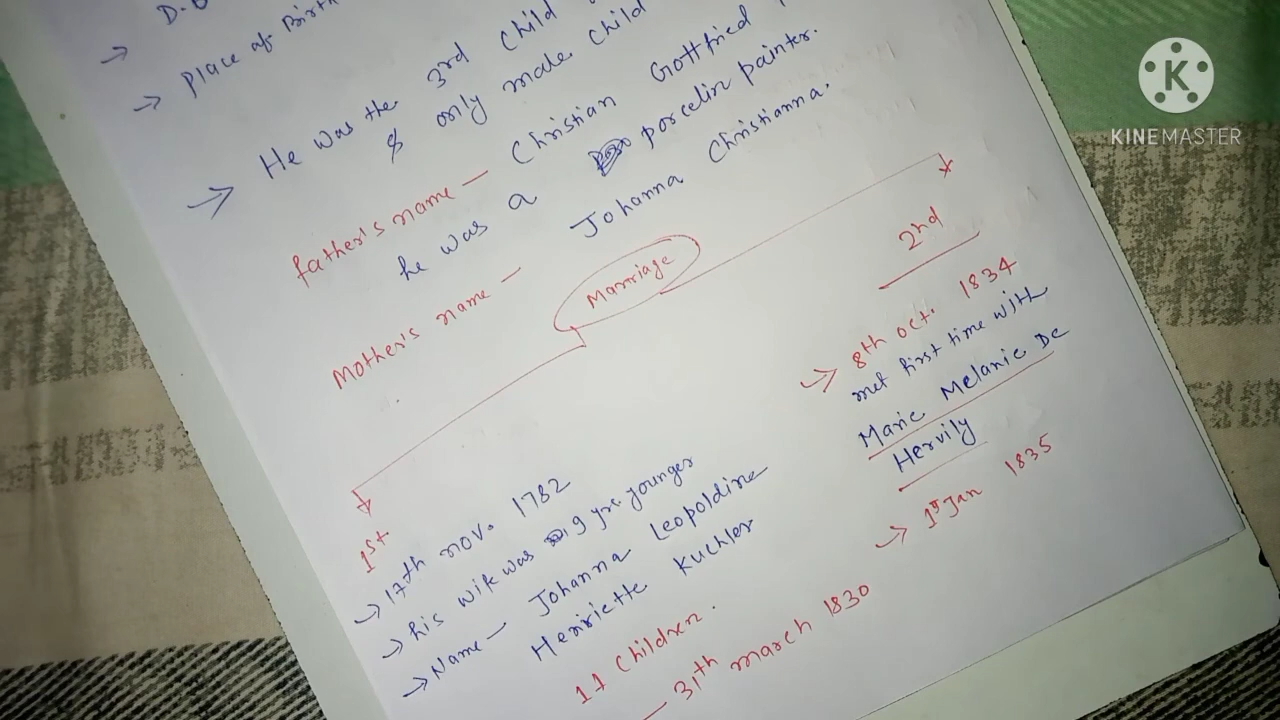 → D.O
→ Place of Birth
→ He was the 3rd child
& only male child
Father's name — Christian Gottfried
he was a porcelin painter.
Mother's name — Johanna Christianna.
Marriage
1st
→ 17th nov. 1782
→ his wife was 19 yrs. younger
→ Name — Johanna Leopoldine
Henriette Kuchler
11 Children.
— 31th march 1830
2nd
→ 8th oct. 1834
met first time with
Marie Melanie De
Hervily
→ 1st Jan 1835
K
KINEMASTER